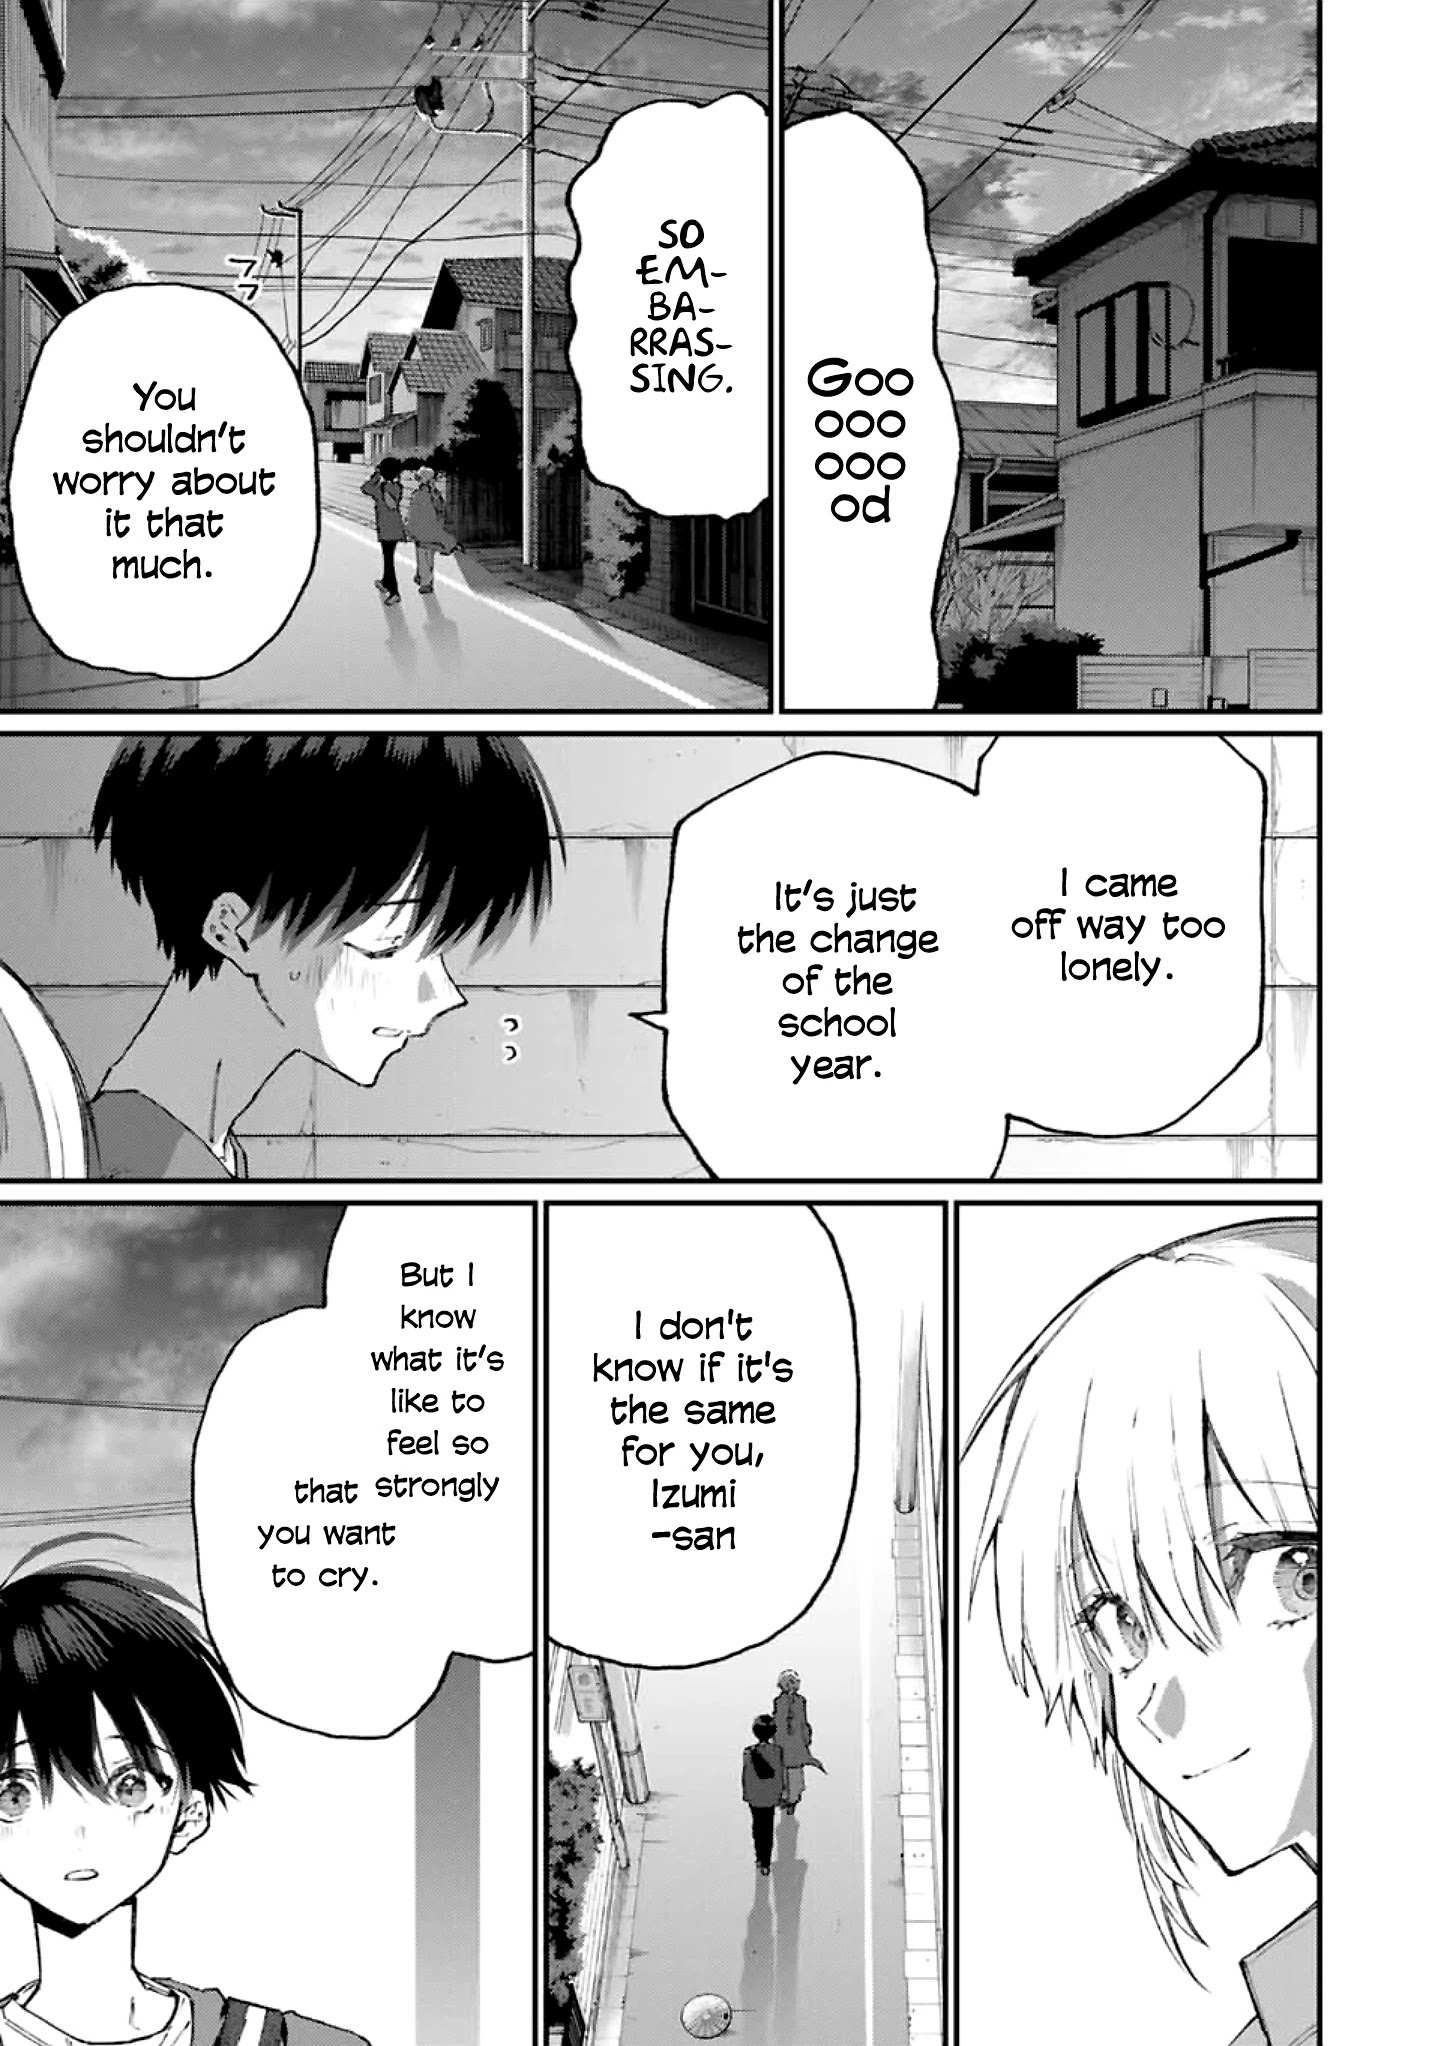 Goo
oooo
oooo
od
SO
EM-
BA-
RRAS-
SING.
You
shouldn't
worry about
it that
much.
I came
off way too
lonely.
It's just
the change
of the
school
year.
I don't
know if it's
the same
for you,
Izumi
-san
But I
know
what it's
like to
feel so
strongly
that
you want
to cry.